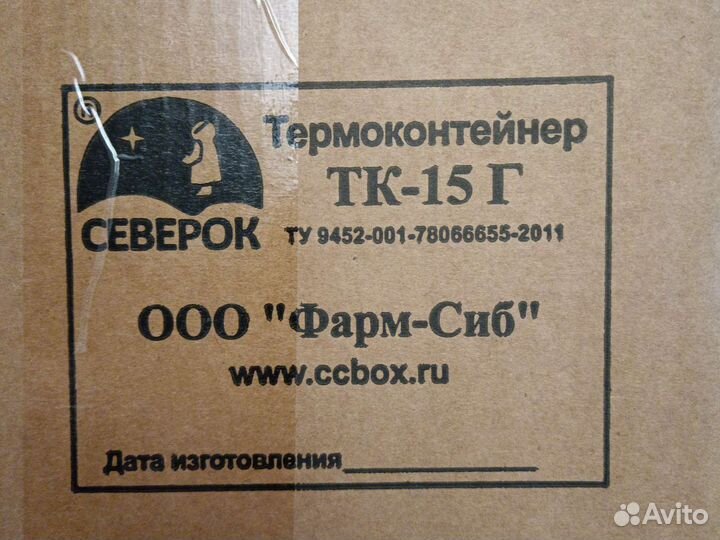 ®
Термоконтейнер
ТК-15 Г
СЕВЕРОК
ТУ 9452-001-78066655-2011
ООО "Фарм-Сиб"
www.ccbox.ru
Дата изготовления
Avito